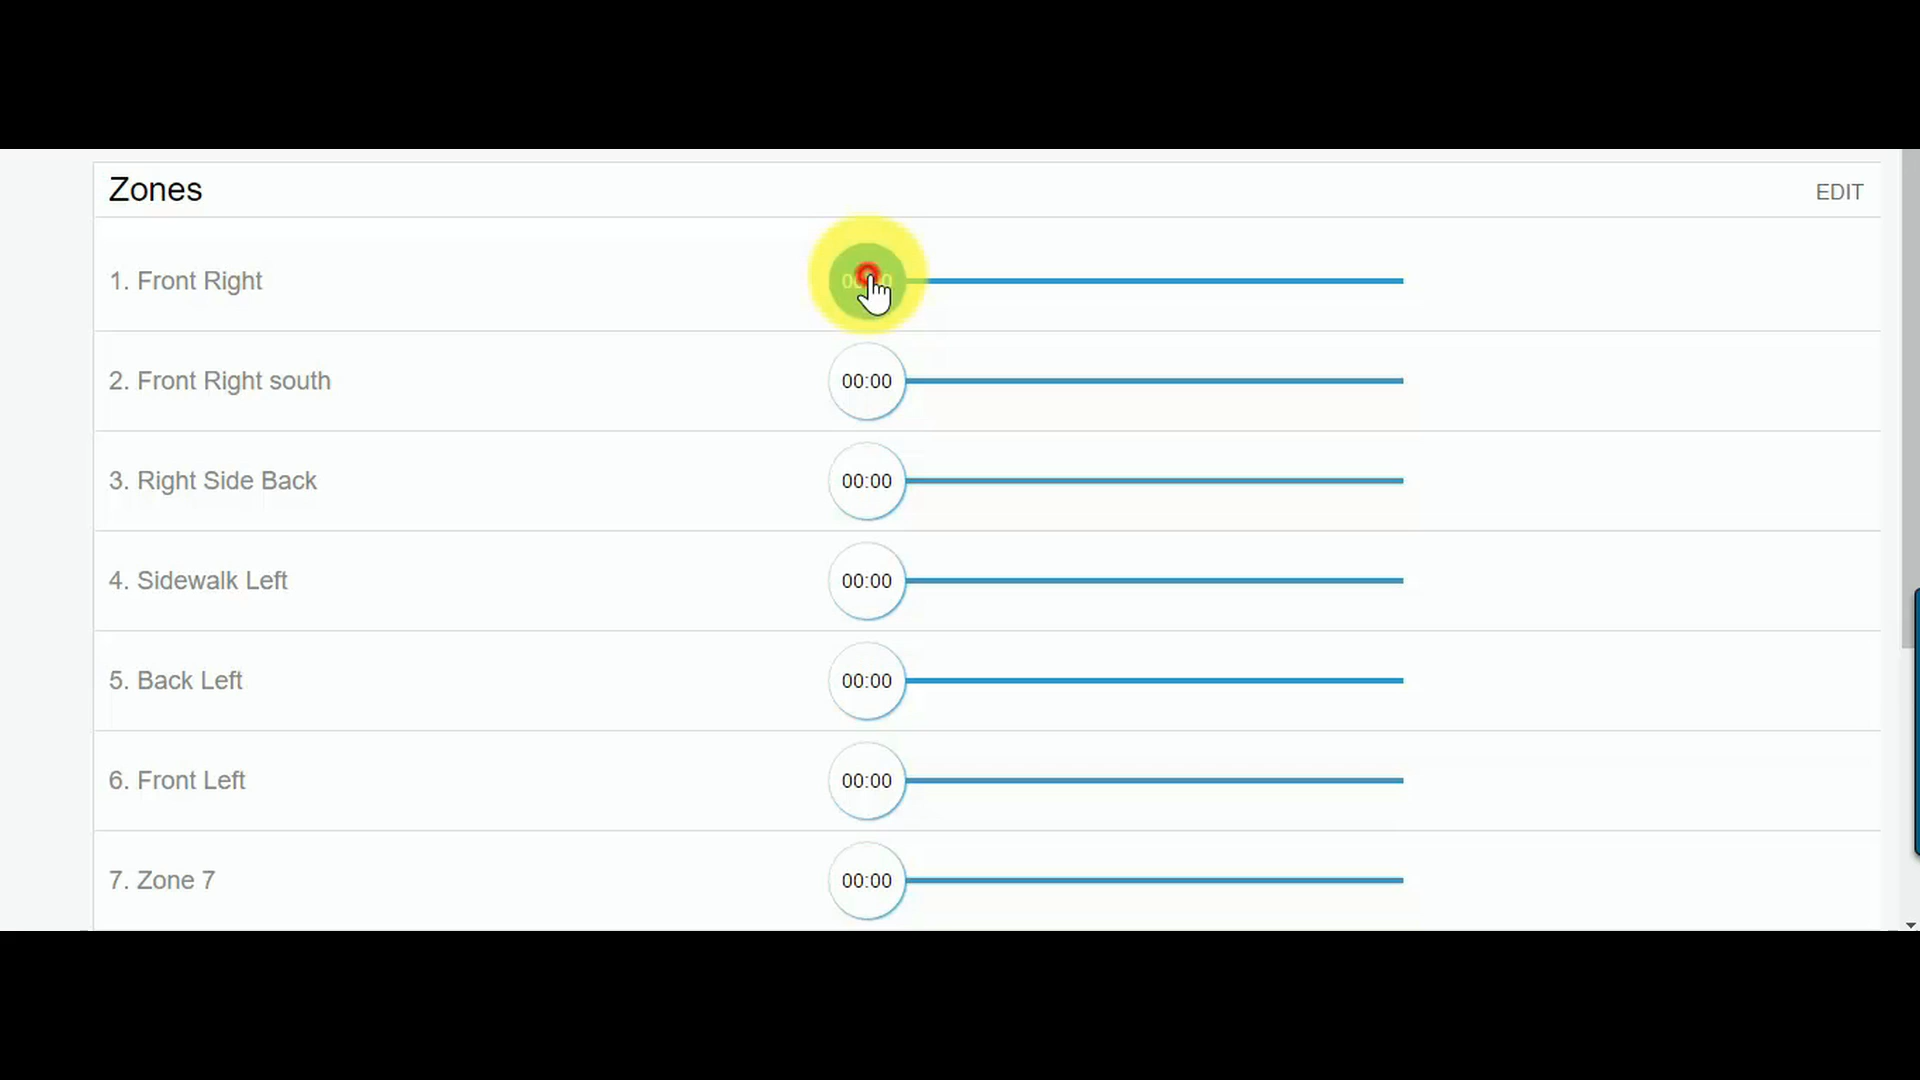 Zones
EDIT
1. Front Right
2. Front Right south
00:00
3. Right Side Back
00:00
4. Sidewalk Left
00:00
5. Back Left
00:00
6. Front Left
00:00
7. Zone 7
00:00